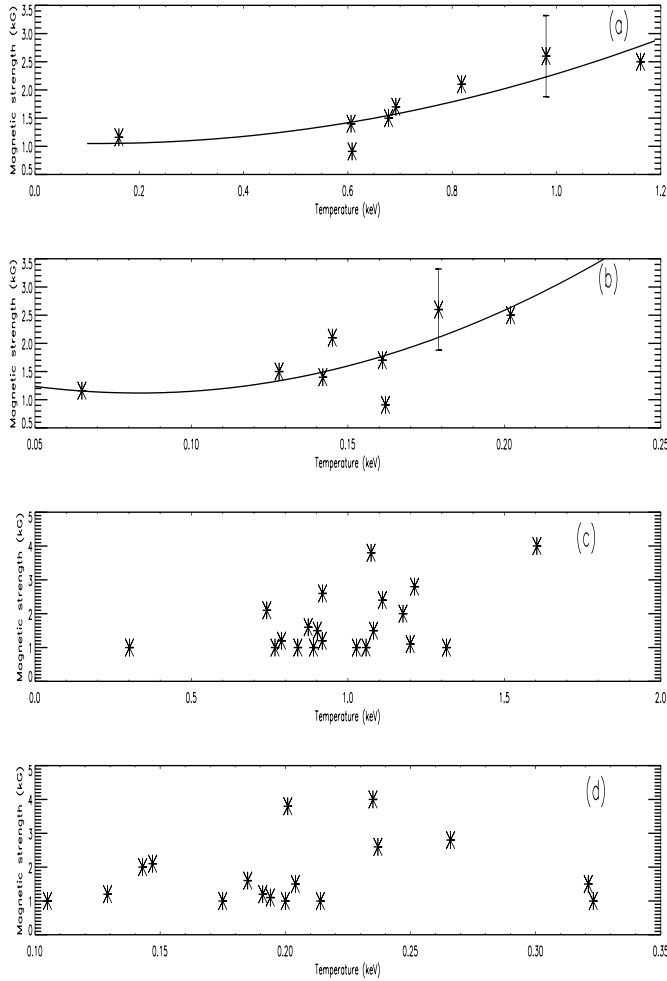 (a)
Magnetic strength (kG)
3.5
3.0
2.5
2.0
1.5
1.0
0.5
0.0 0.2 0.4 0.6 0.8 1.0 1.2
Temperature (keV)
(b)
Magnetic strength (kG)
3.5
3.0
2.5
2.0
1.5
1.0
0.5
0.05 0.10 0.15 0.20 0.25
Temperature (keV)
(c)
Magnetic strength (kG)
5
4
3
2
1
0
0.0 0.5 1.0 1.5 2.0
Temperature (keV)
(d)
Magnetic strength (kG)
5
4
3
2
1
0
0.10 0.15 0.20 0.25 0.30 0.35
Temperature (keV)